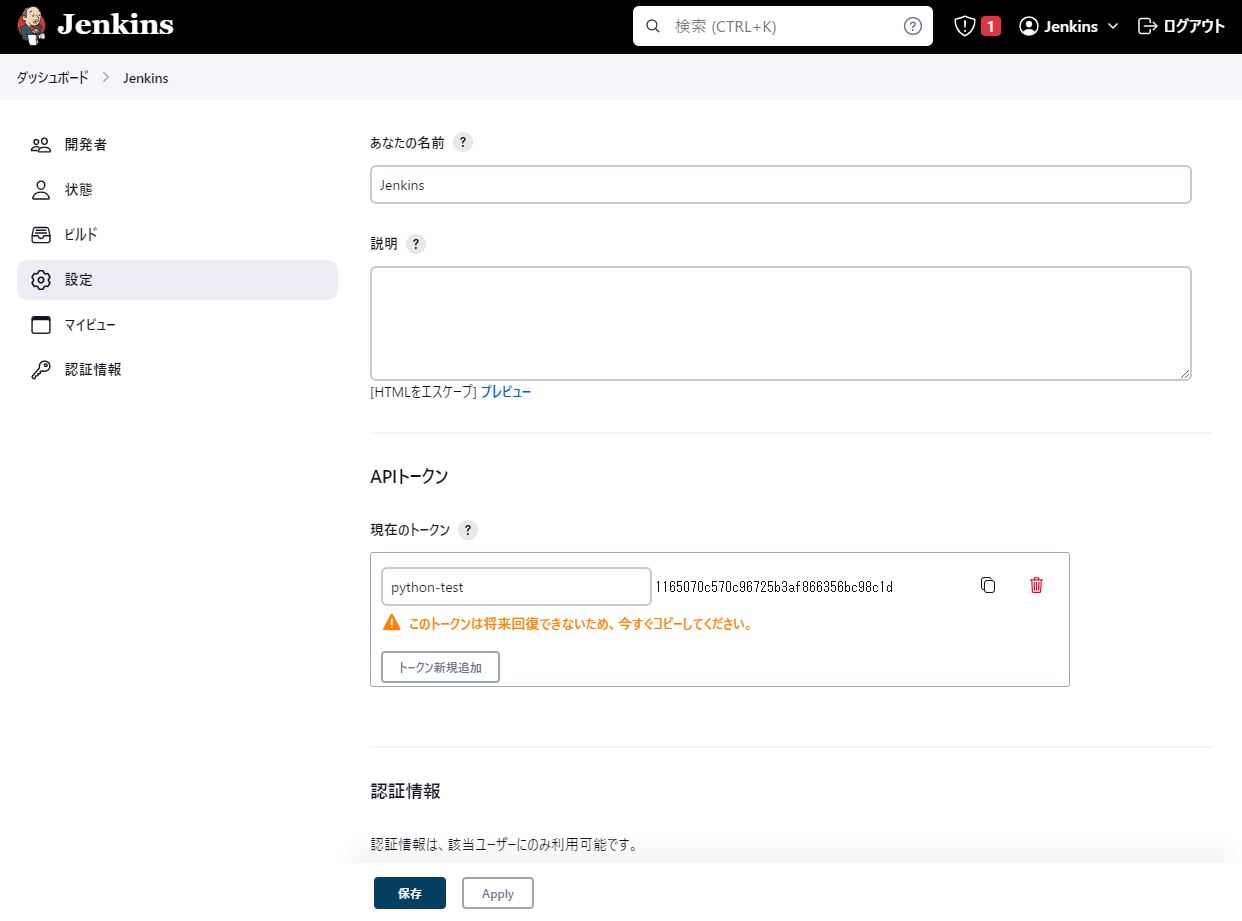 Jenkins
検索 (CTRL+K)
1
Jenkins
ログアウト
ダッシュボード
Jenkins
開発者
状態
ビルド
設定
マイビュー
認証情報
あなたの名前 ?
Jenkins
説明 ?
[HTMLをエスケープ] プレビュー
APIトークン
現在のトークン ?
python-test 1165070c570c96725b3af866356bc98c1d
このトークンは将来回復できないため、今すぐコピーしてください。
トークン新規追加
認証情報
認証情報は、該当ユーザーにのみ利用可能です。
保存 Apply